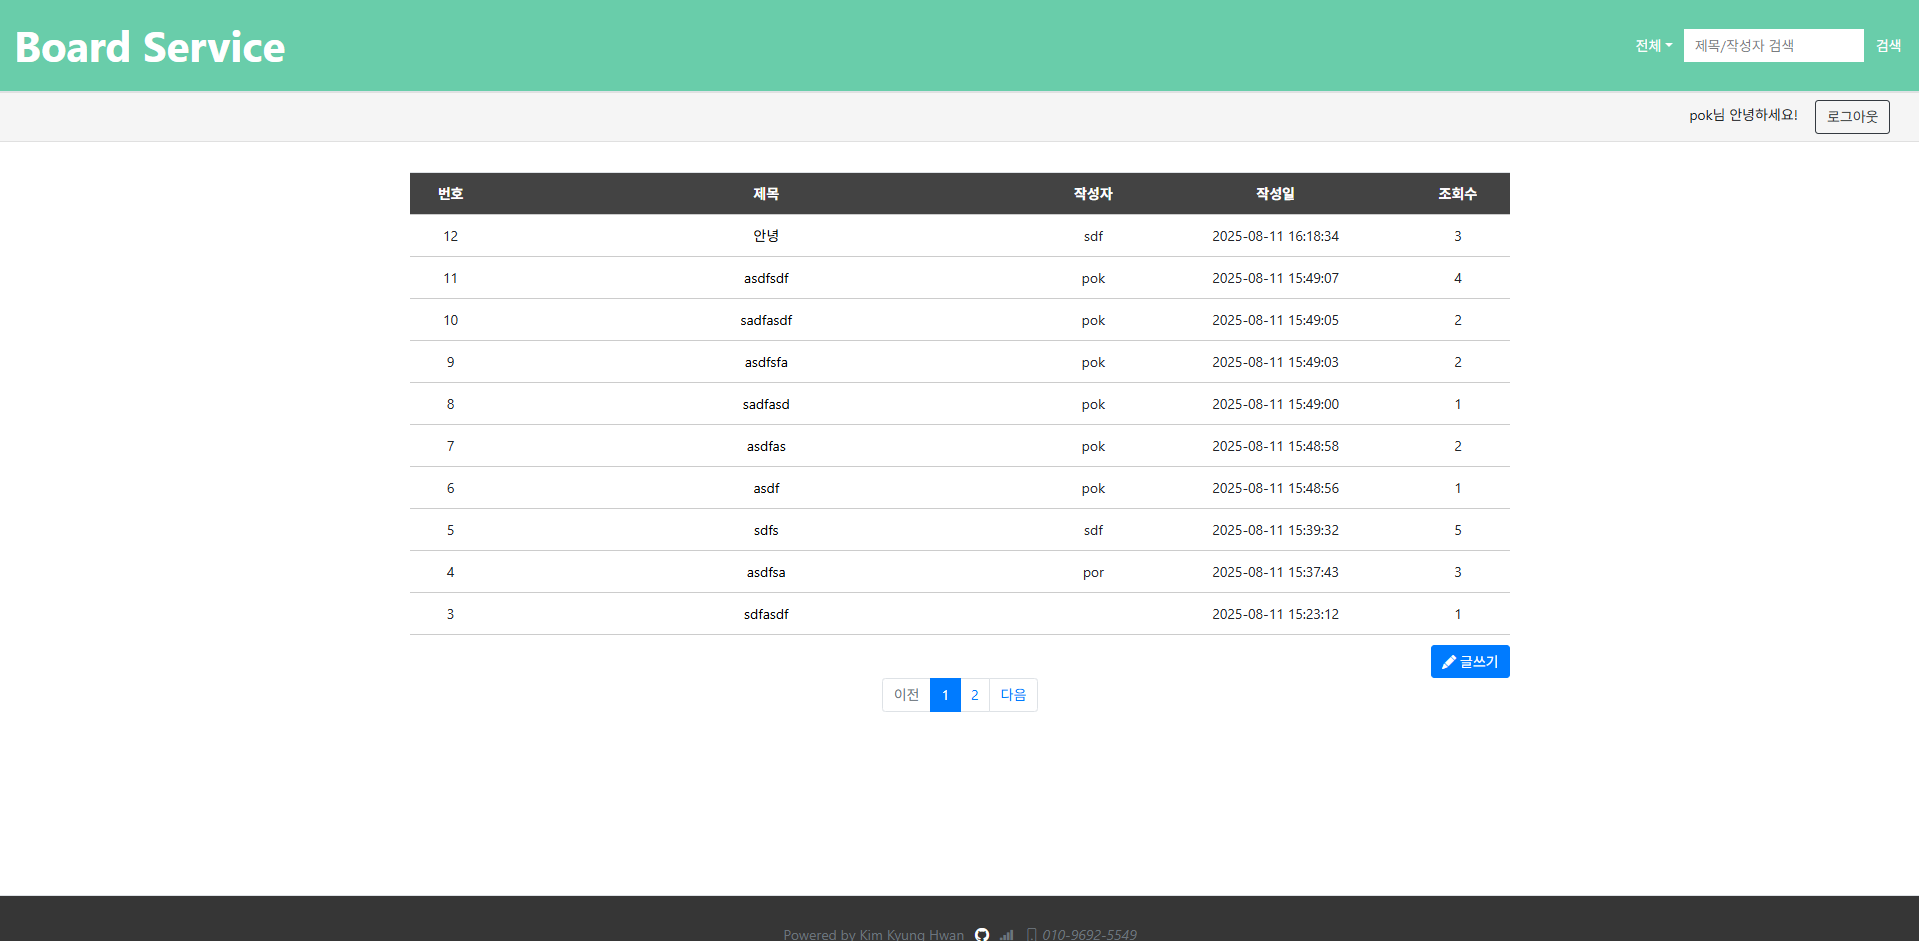 Board Service
전체 제목/작성자 검색 검색
pok님 안녕하세요! 로그아웃
번호 제목 작성자 작성일 조회수
12 안녕 sdf 2025-08-11 16:18:34 3
11 asdfsdf pok 2025-08-11 15:49:07 4
10 sadfasdf pok 2025-08-11 15:49:05 2
9 asdfsfa pok 2025-08-11 15:49:03 2
8 sadfasd pok 2025-08-11 15:49:00 1
7 asdfas pok 2025-08-11 15:48:58 2
6 asdf pok 2025-08-11 15:48:56 1
5 sdfs sdf 2025-08-11 15:39:32 5
4 asdfsa por 2025-08-11 15:37:43 3
3 sdfasdf 2025-08-11 15:23:12 1
글쓰기
이전 1 2 다음
Powered by Kim Kyung Hwan 010-9692-5549